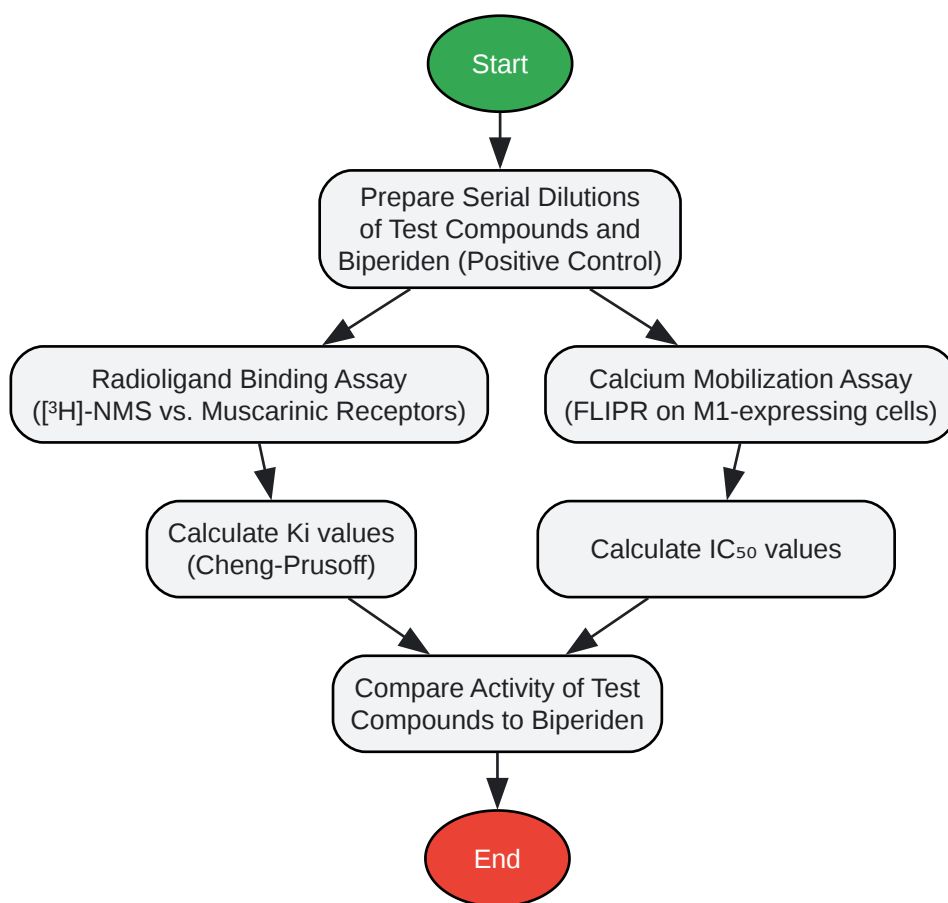 Start
Prepare Serial Dilutions
of Test Compounds and
Biperiden (Positive Control)
Radioligand Binding Assay
([³H]-NMS vs. Muscarinic Receptors)
Calcium Mobilization Assay
(FLIPR on M1-expressing cells)
Calculate Ki values
(Cheng-Prusoff)
Calculate IC₅₀ values
Compare Activity of Test
Compounds to Biperiden
End